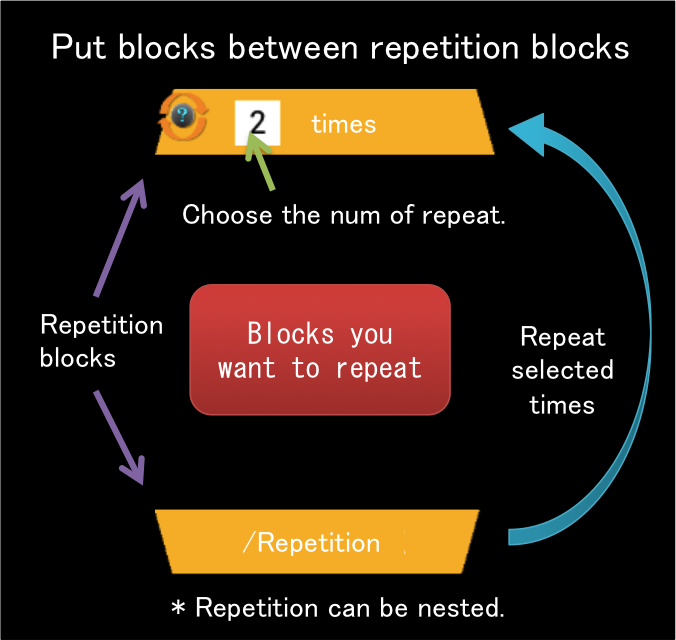 Put blocks between repetition blocks
? 2 times
Choose the num of repeat.
Repetition
blocks
Blocks you
want to repeat
Repeat
selected
times
/Repetition
* Repetition can be nested.